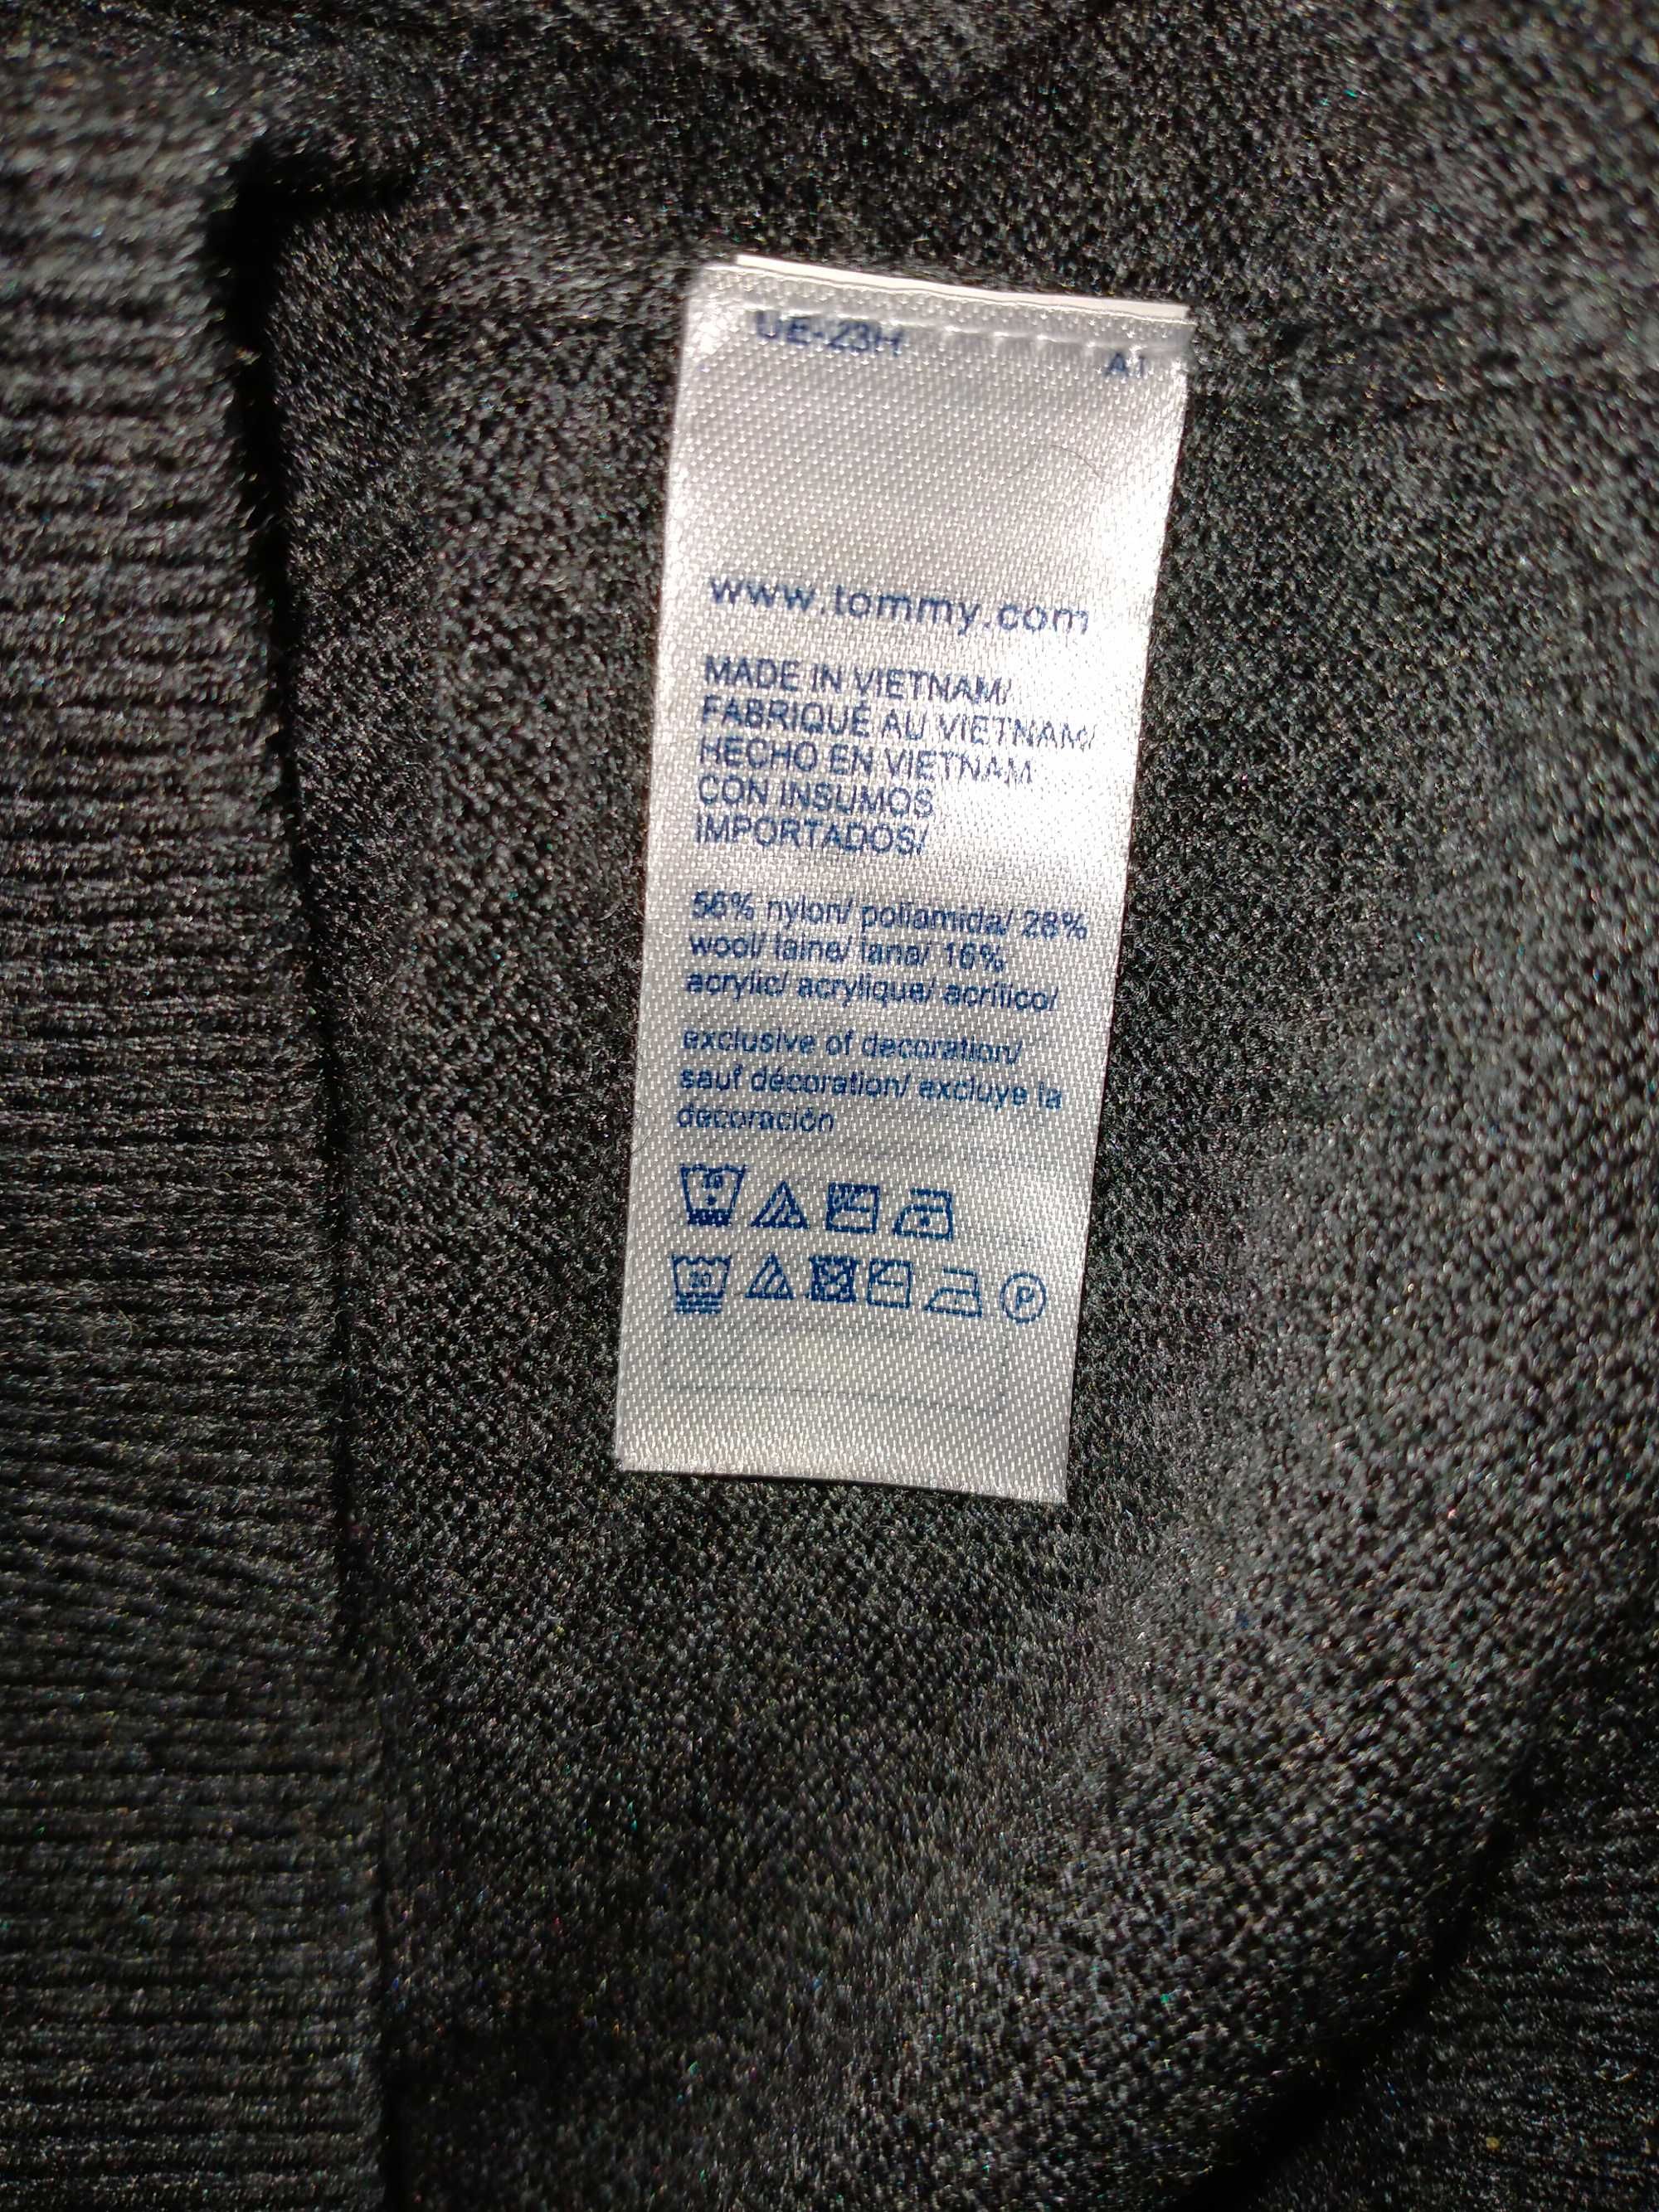 UE-23H
A1
www.tommy.com
MADE IN VIETNAM/
FABRIQUÉ AU VIETNAM/
HECHO EN VIETNAM
CON INSUMOS
IMPORTADOS/
56% nylon/ poliamida/ 28%
wool/ laine/ lana/ 16%
acrylic/ acrylique/ acrílico/
exclusive of decoration/
sauf décoration/ excluye la
decoración
30
P